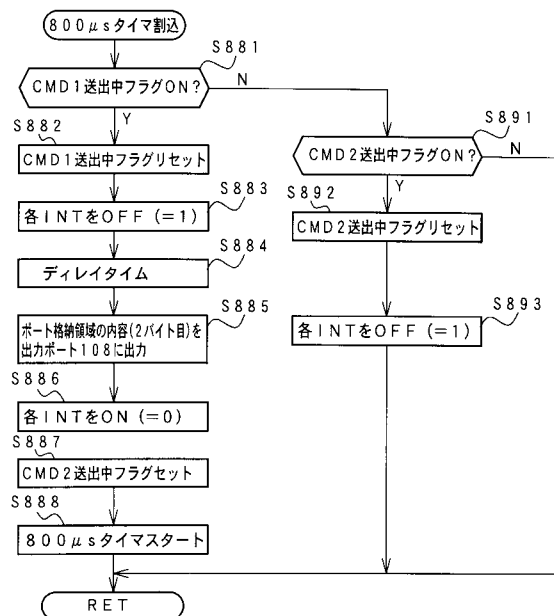 800μsタイマ割込
S881
CMD1送出中フラグON?
N
Y
S882
CMD1送出中フラグリセット
S883
各INTをOFF(=1)
S884
ディレイタイム
S885
ポート格納領域の内容(2バイト目)を
出力ポート108に出力
S886
各INTをON(=0)
S887
CMD2送出中フラグセット
S888
800μsタイマスタート
RET
S891
CMD2送出中フラグON?
N
Y
S892
CMD2送出中フラグリセット
S893
各INTをOFF(=1)